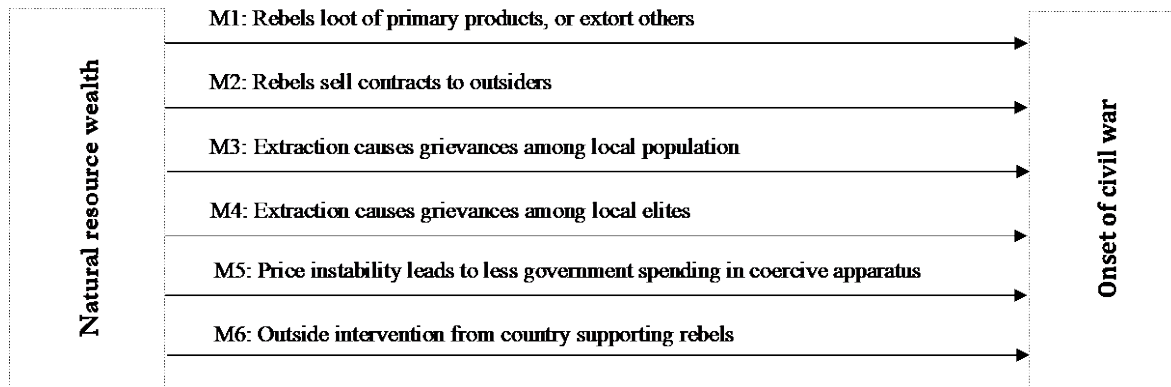 Natural resource wealth
M1: Rebels loot of primary products, or extort others
M2: Rebels sell contracts to outsiders
M3: Extraction causes grievances among local population
M4: Extraction causes grievances among local elites
M5: Price instability leads to less government spending in coercive apparatus
M6: Outside intervention from country supporting rebels
Onset of civil war